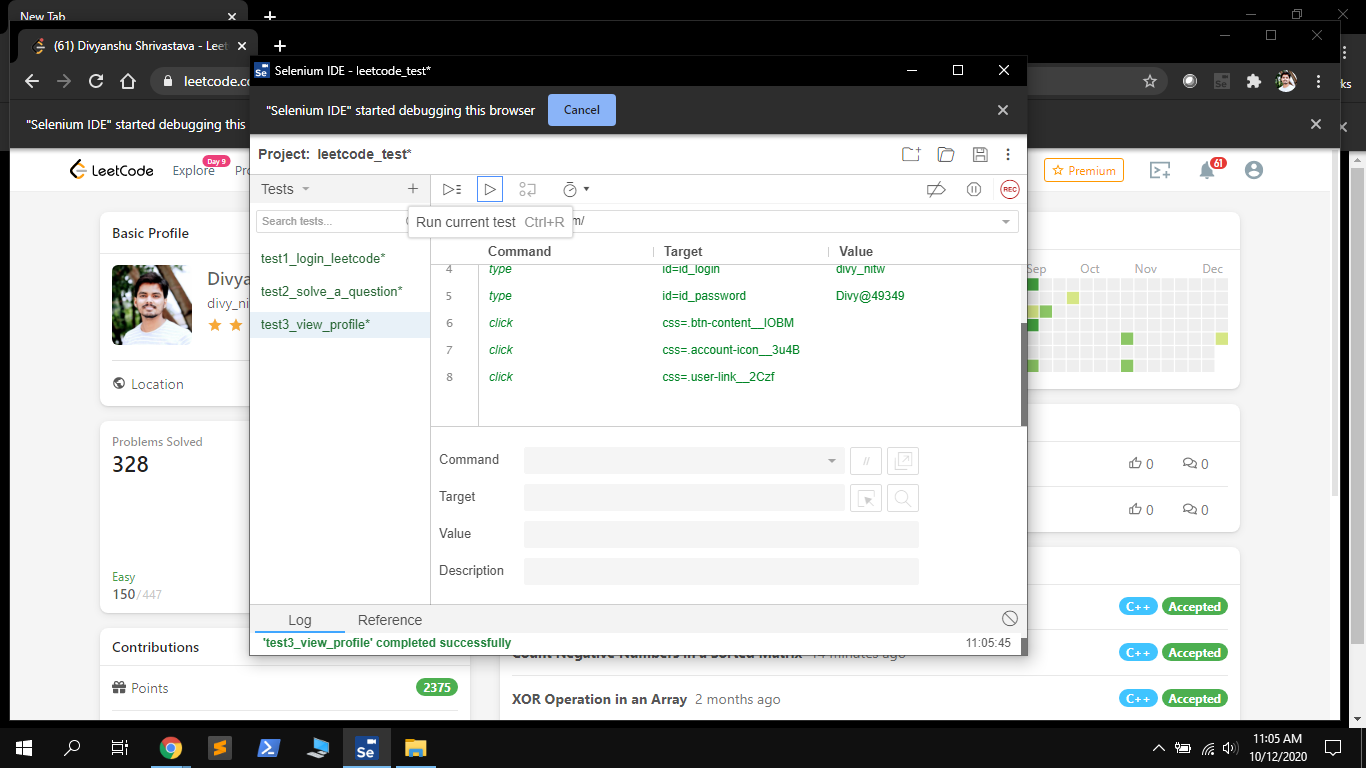 New Tab
(61) Divyanshu Shrivastava - Leet
Selenium IDE - leetcode_test*
leetcode.co
ks
"Selenium IDE" started debugging this browser
Cancel
"Selenium IDE" started debugging this
Project: leetcode_test*
LeetCode
Explore
Day 9
Premium
61
Tests
REC
Search tests...
Run current test Ctrl+R
m/
Command Target Value
test1_login_leetcode*
test2_solve_a_question*
test3_view_profile*
4 type id=id_login divy_nitw
5 type id=id_password Divy@49349
6 click css=.btn-content__lOBM
7 click css=.account-icon__3u4B
8 click css=.user-link__2Czf
Command
//
Target
Value
Description
Log Reference
'test3_view_profile' completed successfully 11:05:45
Basic Profile
Divya
divy_ni
Location
Problems Solved
328
Easy
150/447
Contributions
Points 2375
Sep Oct Nov Dec
0 0
0 0
C++ Accepted
Count Negative Numbers in a Sorted Matrix 14 minutes ago C++ Accepted
XOR Operation in an Array 2 months ago C++ Accepted
Se
11:05 AM
10/12/2020